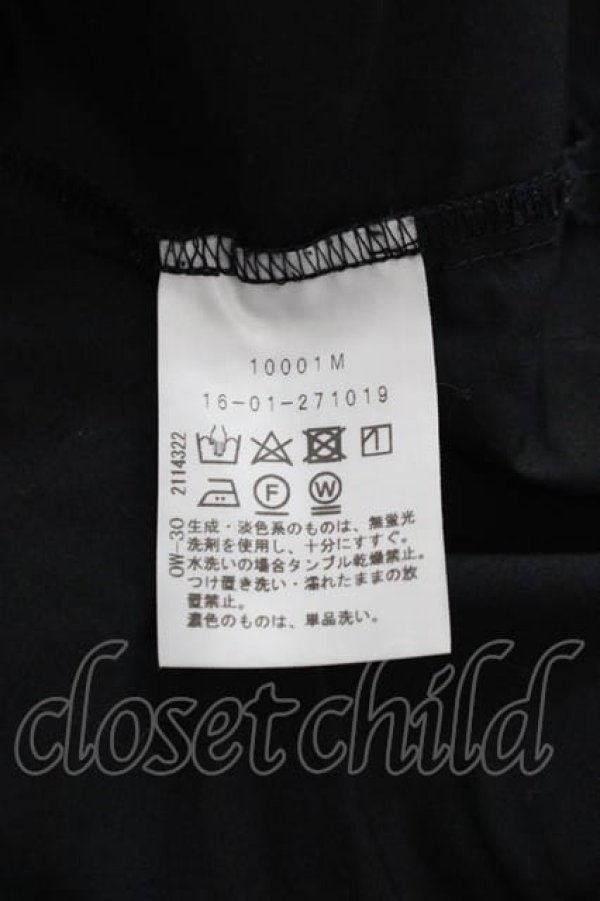 10001M
16-01-271019
OW-30 2114322
F W
生成・淡色系のものは、無蛍光
洗剤を使用し、十分にすすぐ。
水洗いの場合タンブル乾燥禁止。
つけ置き洗い・濡れたままの放
置禁止。
濃色のものは、単品洗い。
closetchild